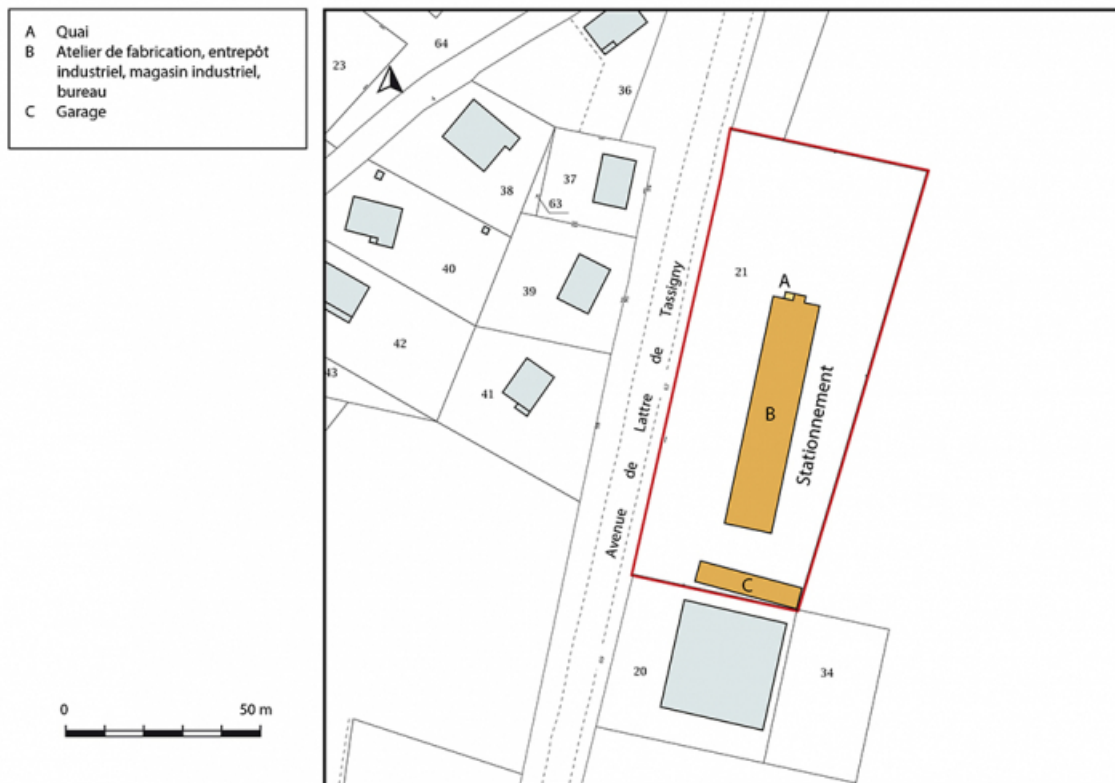 A Quai
B Atelier de fabrication, entrepôt
industriel, magasin industriel,
bureau
C Garage
0 50 m
64
23
36
38
37
63
40
39
42
43
41
21
A
B
Stationnement
C
Avenue de Lattre de Tassigny
20
34